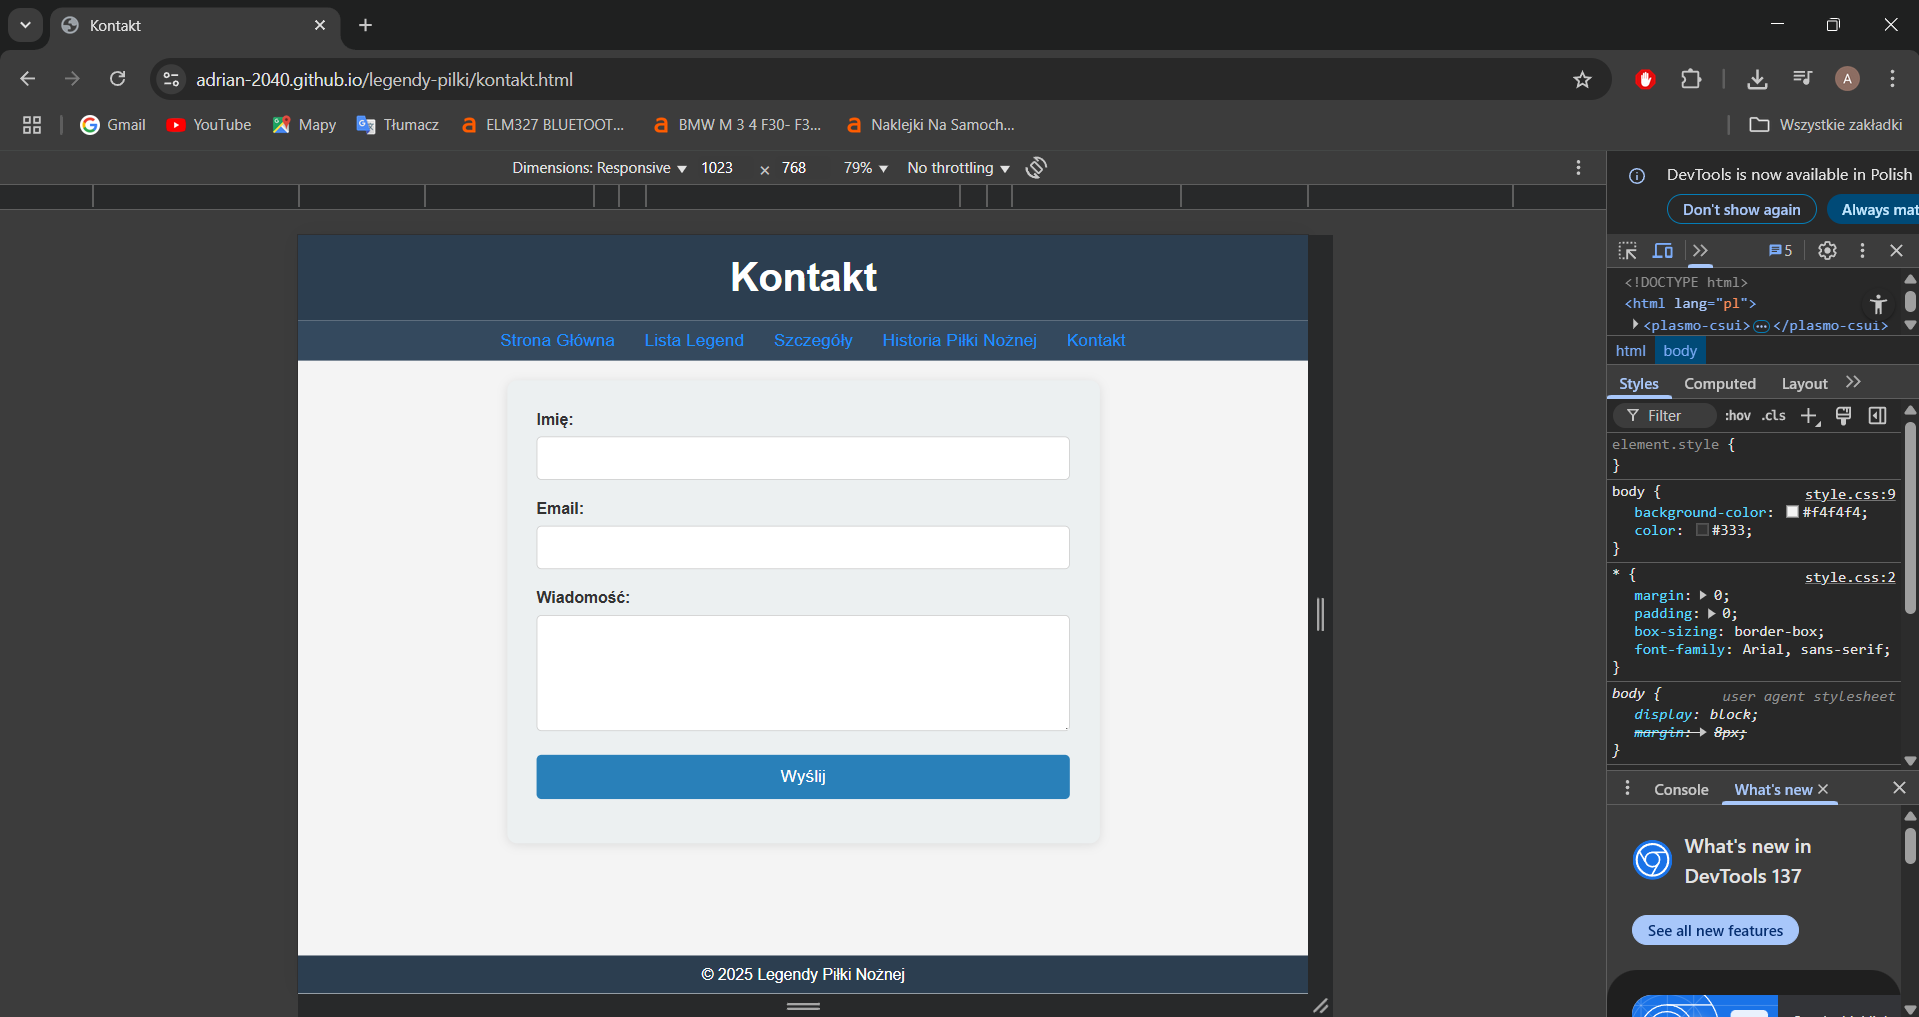 Kontakt
adrian-2040.github.io/legendy-pilki/kontakt.html
A
Gmail YouTube Mapy Tłumacz ELM327 BLUETOOT... BMW M 3 4 F30- F3... Naklejki Na Samoch... Wszystkie zakładki
Dimensions: Responsive 1023 × 768 79% No throttling
Kontakt
Strona Główna Lista Legend Szczegóły Historia Piłki Nożnej Kontakt
Imię:
Email:
Wiadomość:
Wyślij
© 2025 Legendy Piłki Nożnej
DevTools is now available in Polish
Don't show again Always mat
5
<!DOCTYPE html>
<html lang="pl">
<plasmo-csui> … </plasmo-csui>
html body
Styles Computed Layout
Filter :hov .cls
element.style {
}
body { style.css:9
background-color: #f4f4f4;
color: #333;
}
* { style.css:2
margin: 0;
padding: 0;
box-sizing: border-box;
font-family: Arial, sans-serif;
}
body { user agent stylesheet
display: block;
margin: 8px;
}
Console What's new
What's new in
DevTools 137
See all new features